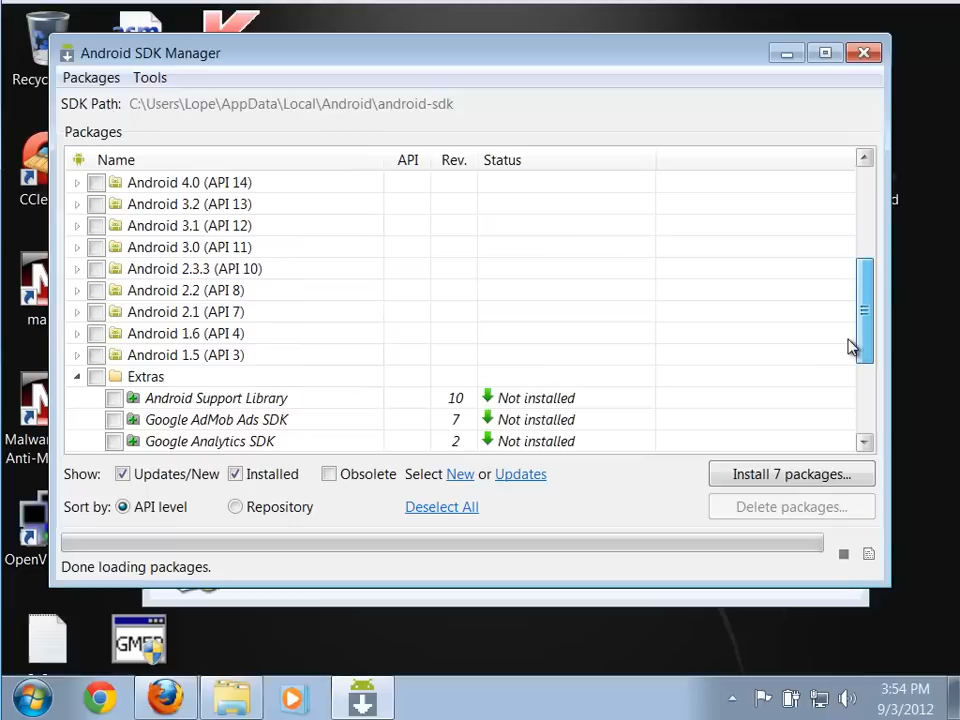 asm
Recyc
Android SDK Manager
Packages Tools
SDK Path: C:\Users\Lope\AppData\Local\Android\android-sdk
Packages
Name API Rev. Status
Android 4.0 (API 14)
Android 3.2 (API 13)
Android 3.1 (API 12)
Android 3.0 (API 11)
Android 2.3.3 (API 10)
Android 2.2 (API 8)
Android 2.1 (API 7)
Android 1.6 (API 4)
Android 1.5 (API 3)
Extras
Android Support Library 10 Not installed
Google AdMob Ads SDK 7 Not installed
Google Analytics SDK 2 Not installed
Show: Updates/New Installed Obsolete Select New or Updates
Install 7 packages...
Sort by: API level Repository Deselect All
Delete packages...
Done loading packages.
CCle
ma
Malwar
Anti-M
OpenV
d
GMER
3:54 PM
9/3/2012